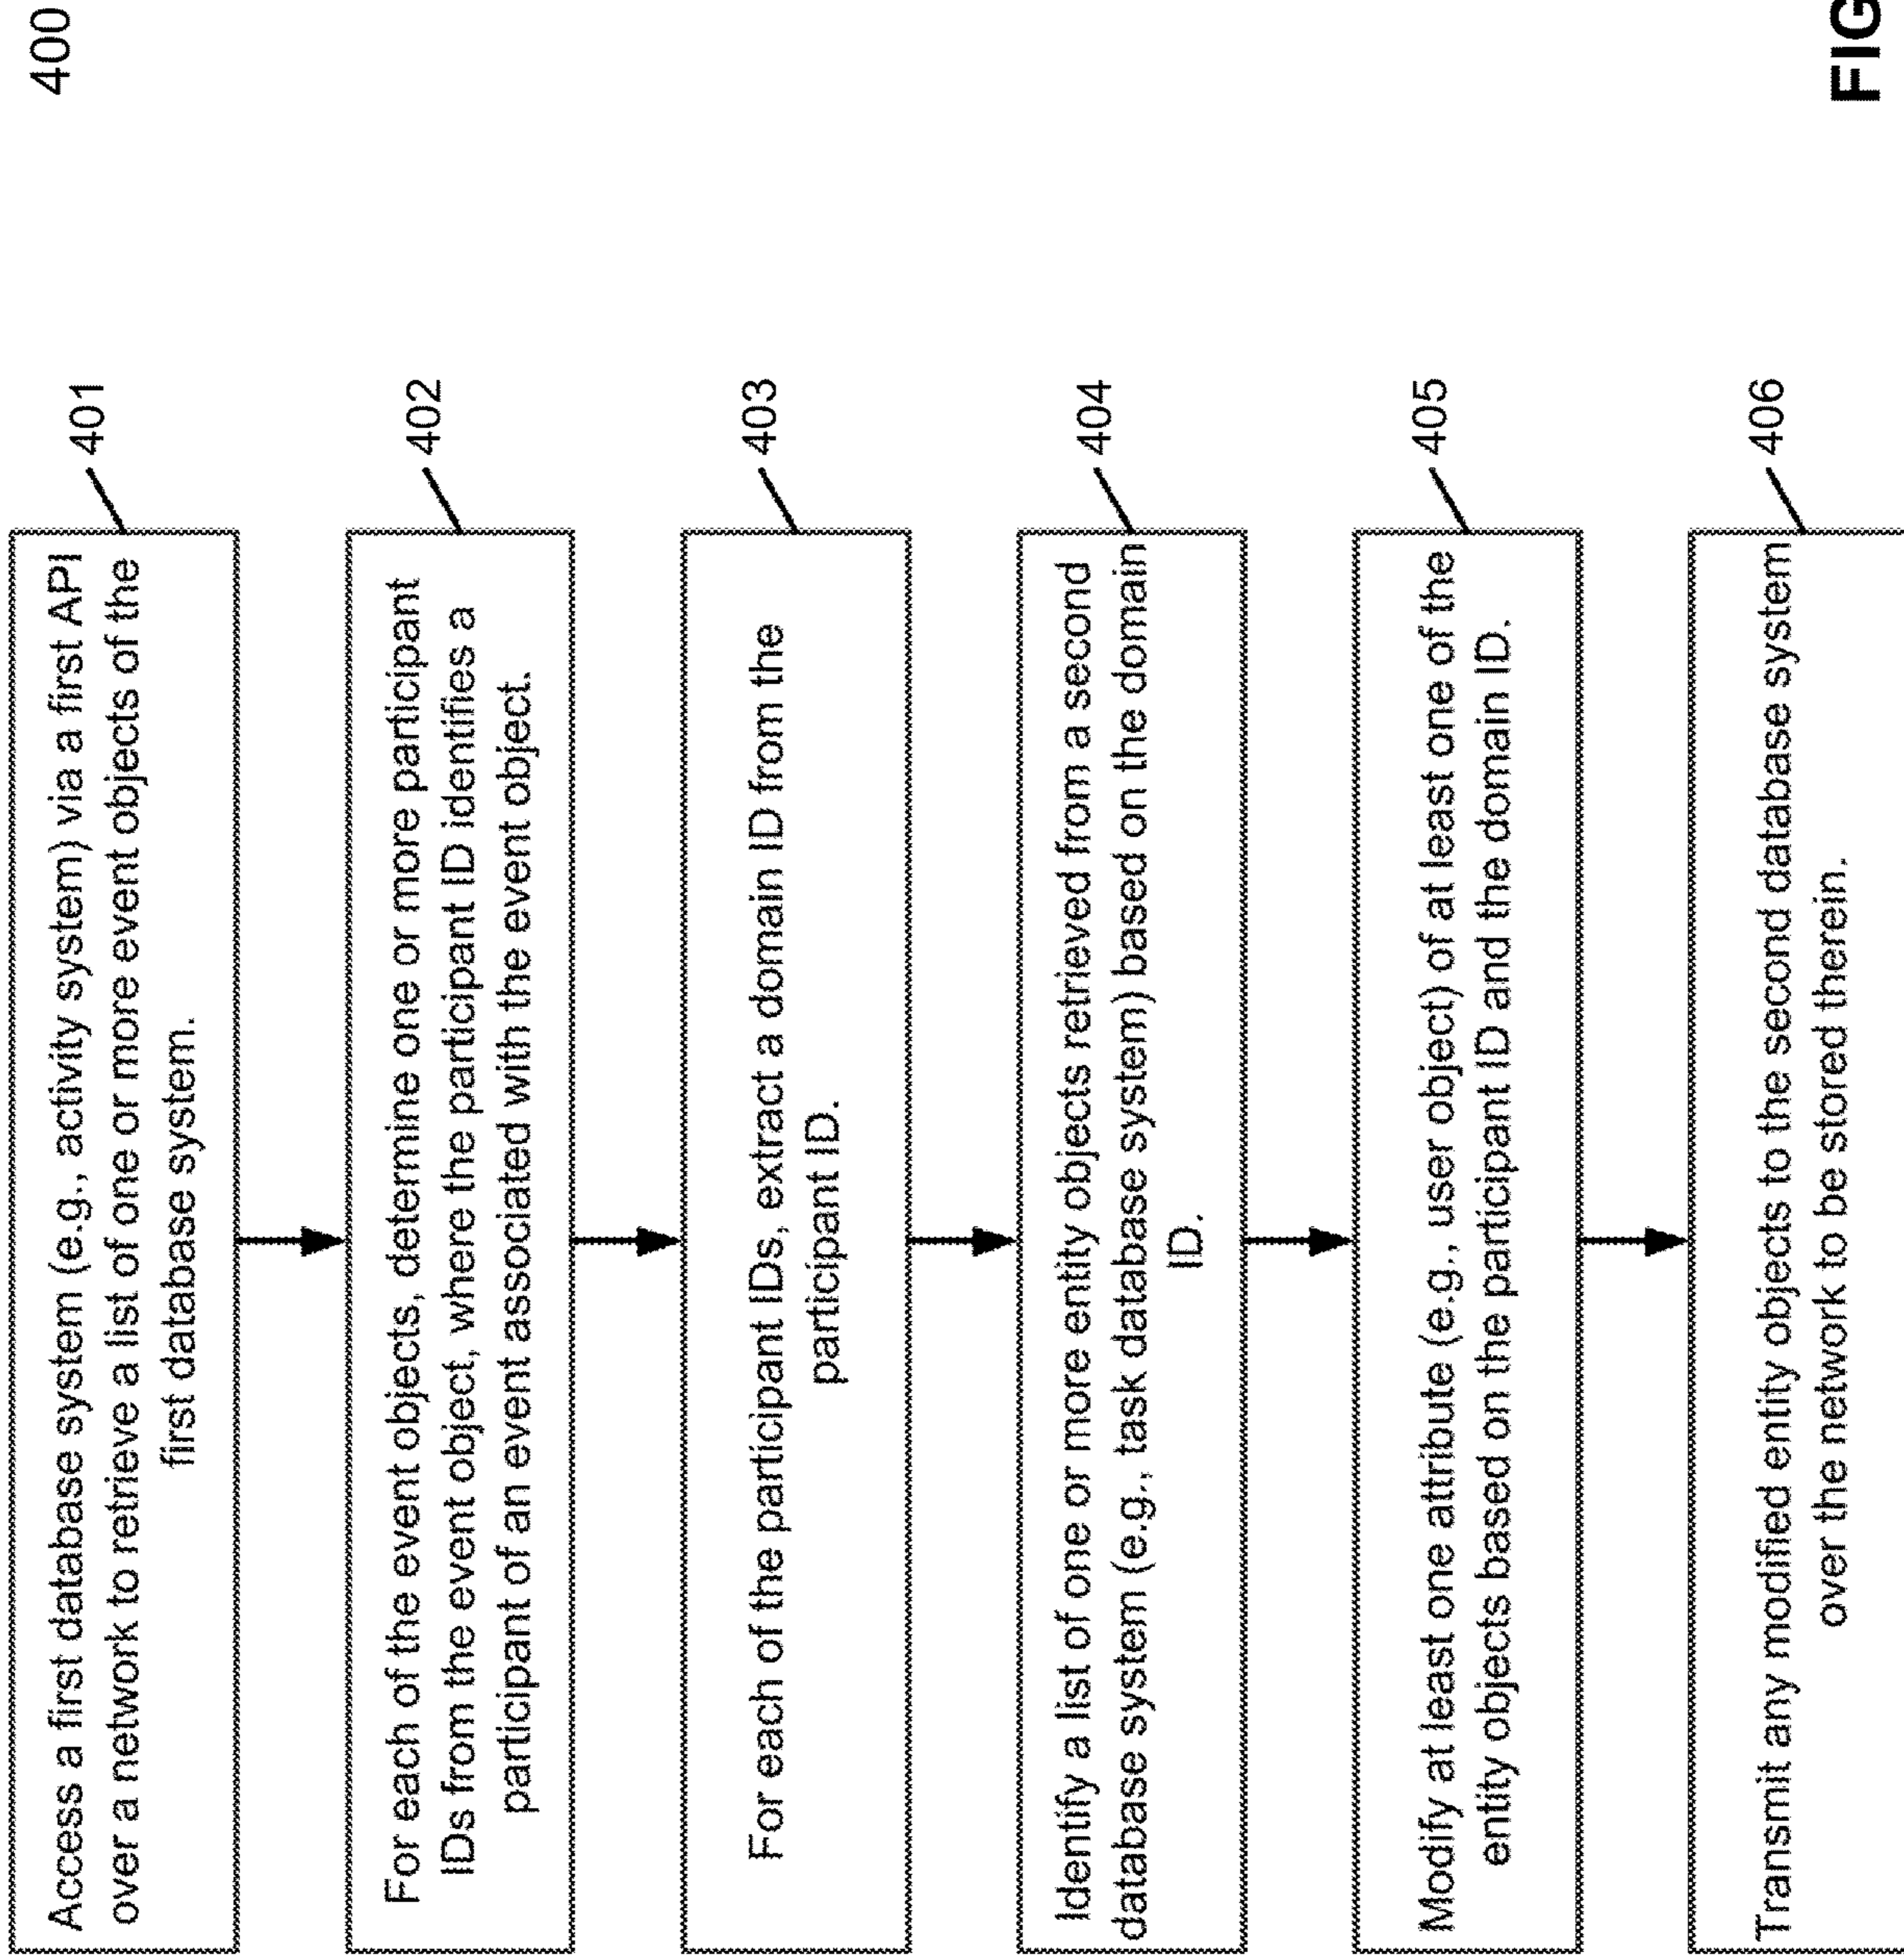 400
Access a first database system (e.g., activity system) via a first API
over a network to retrieve a list of one or more event objects of the
first database system.
401
For each of the event objects, determine one or more participant
IDs from the event object, where the participant ID identifies a
participant of an event associated with the event object.
402
For each of the participant IDs, extract a domain ID from the
participant ID.
403
Identify a list of one or more entity objects retrieved from a second
database system (e.g., task database system) based on the domain
ID.
404
Modify at least one attribute (e.g., user object) of at least one of the
entity objects based on the participant ID and the domain ID.
405
Transmit any modified entity objects to the second database system
over the network to be stored therein.
406
FIG